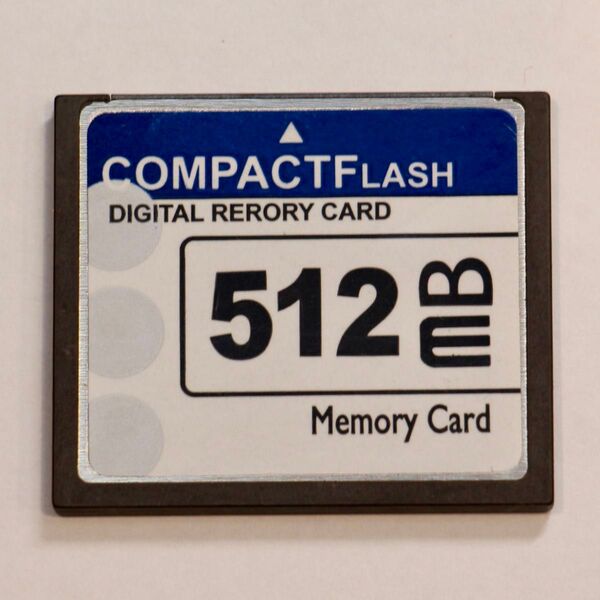 COMPACTFLASH
DIGITAL RERORY CARD
512 MB
Memory Card